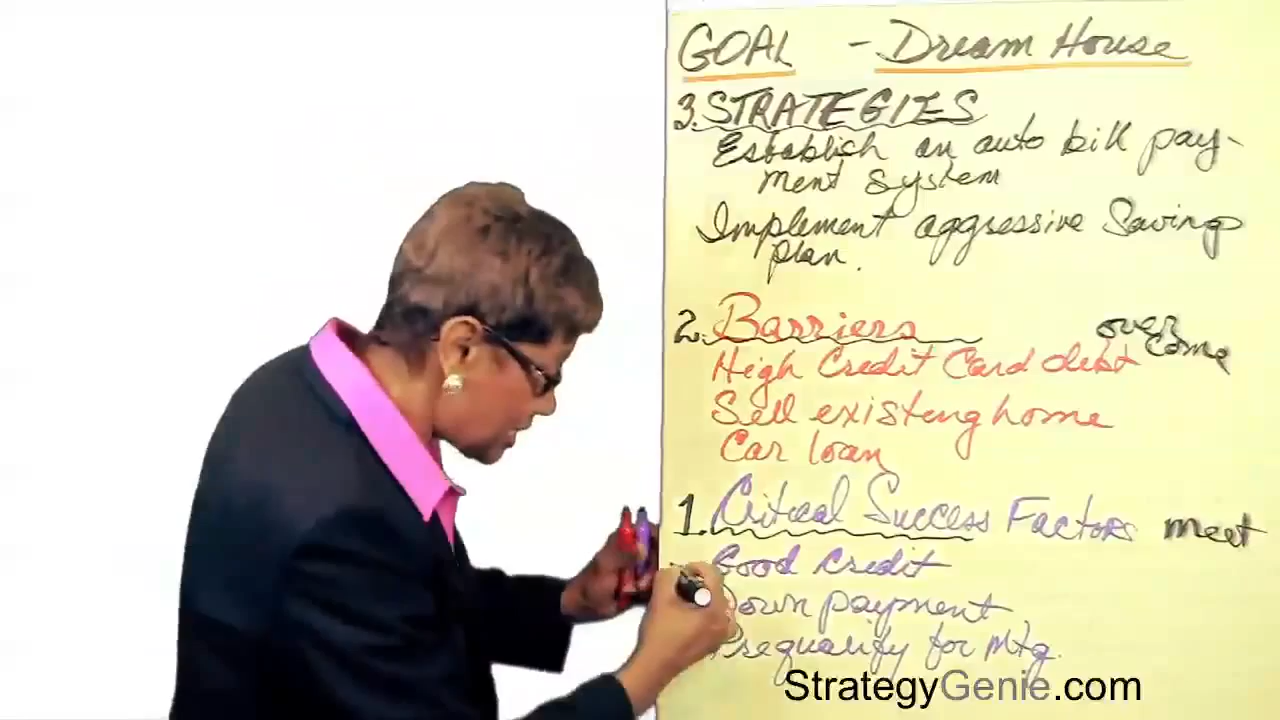 GOAL - Dream House
3. STRATEGIES
Establish an auto bill pay-
ment system
Implement aggressive Savings
plan.
2. Barriers over
come
High Credit Card debt
Sell existing home
Car loan
1. Critical Success Factors meet
Good Credit
Down payment
Prequalify for Mtg.
StrategyGenie.com